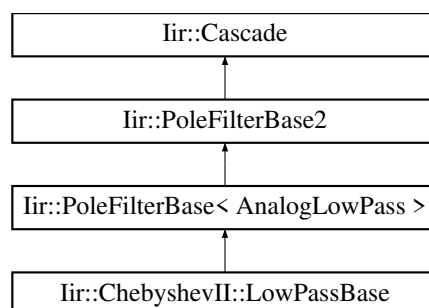 Iir::Cascade
Iir::PoleFilterBase2
Iir::PoleFilterBase< AnalogLowPass >
Iir::ChebyshevII::LowPassBase